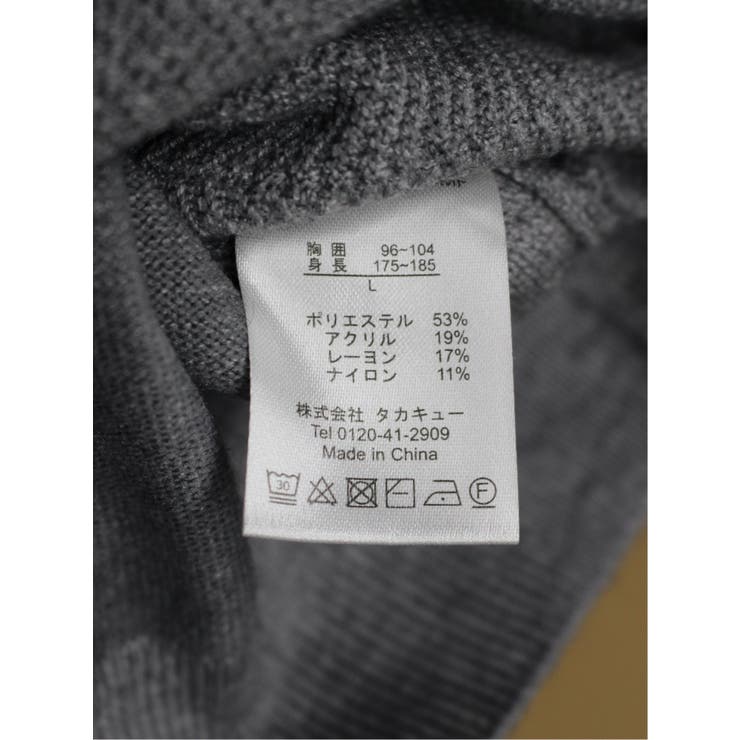 胸囲 96~104
身長 175~185
L
ポリエステル 53%
アクリル 19%
レーヨン 17%
ナイロン 11%
株式会社 タカキュー
Tel 0120-41-2909
Made in China
30
F